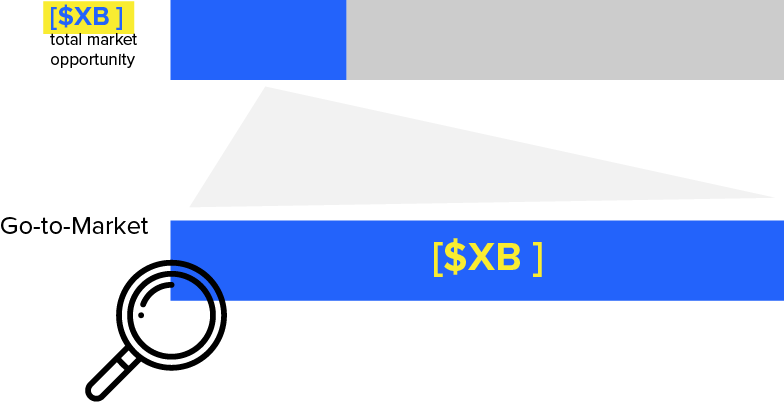 [$XB ]
total market
opportunity
Go-to-Market
[$XB ]